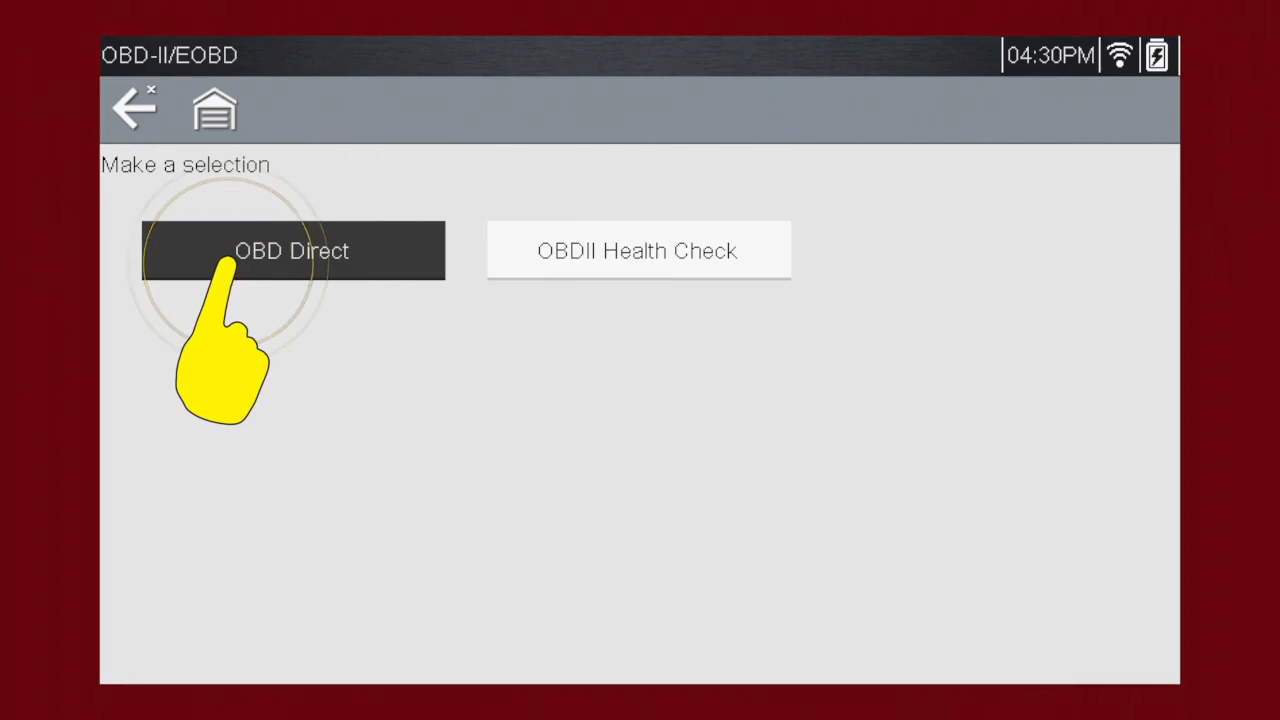 OBD-II/EOBD
04:30PM
Make a selection
OBD Direct
OBDII Health Check